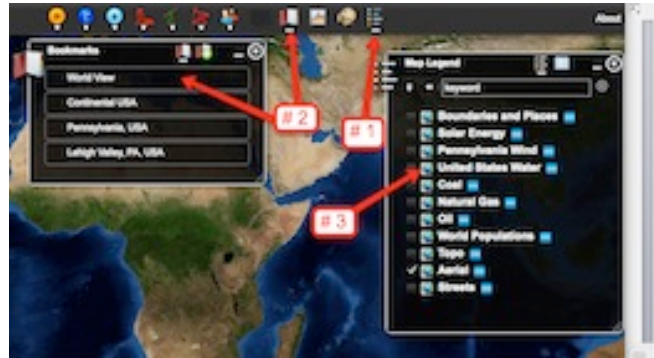 About
Bookmarks
World View
Continental USA
Pennsylvania, USA
Lehigh Valley, PA, USA
# 2
# 1
Map Legend
keyword
Boundaries and Places
Solar Energy
Pennsylvania Wind
United States Water
Coal
Natural Gas
Oil
World Populations
Topo
Aerial
Streets
# 3